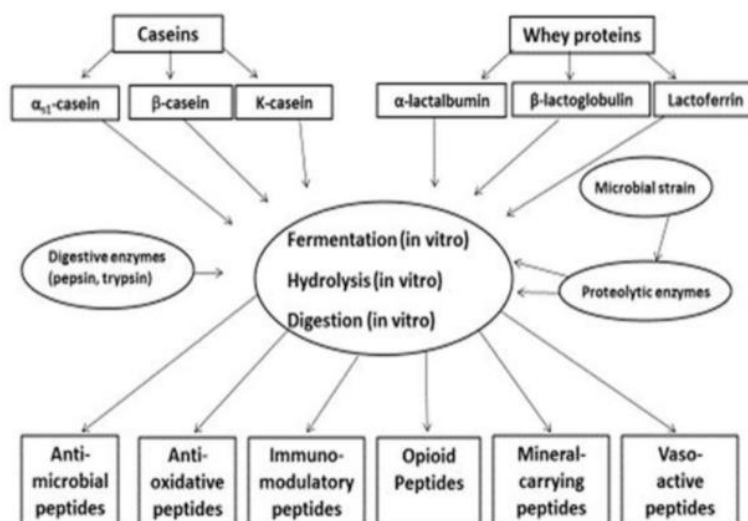 Caseins
Whey proteins
αs1-casein
β-casein
K-casein
α-lactalbumin
β-lactoglobulin
Lactoferrin
Microbial strain
Digestive enzymes
(pepsin, trypsin)
Fermentation (in vitro)
Hydrolysis (in vitro)
Digestion (in vitro)
Proteolytic enzymes
Anti-
microbial
peptides
Anti-
oxidative
peptides
Immuno-
modulatory
peptides
Opioid
Peptides
Mineral-
carrying
peptides
Vaso-
active
peptides